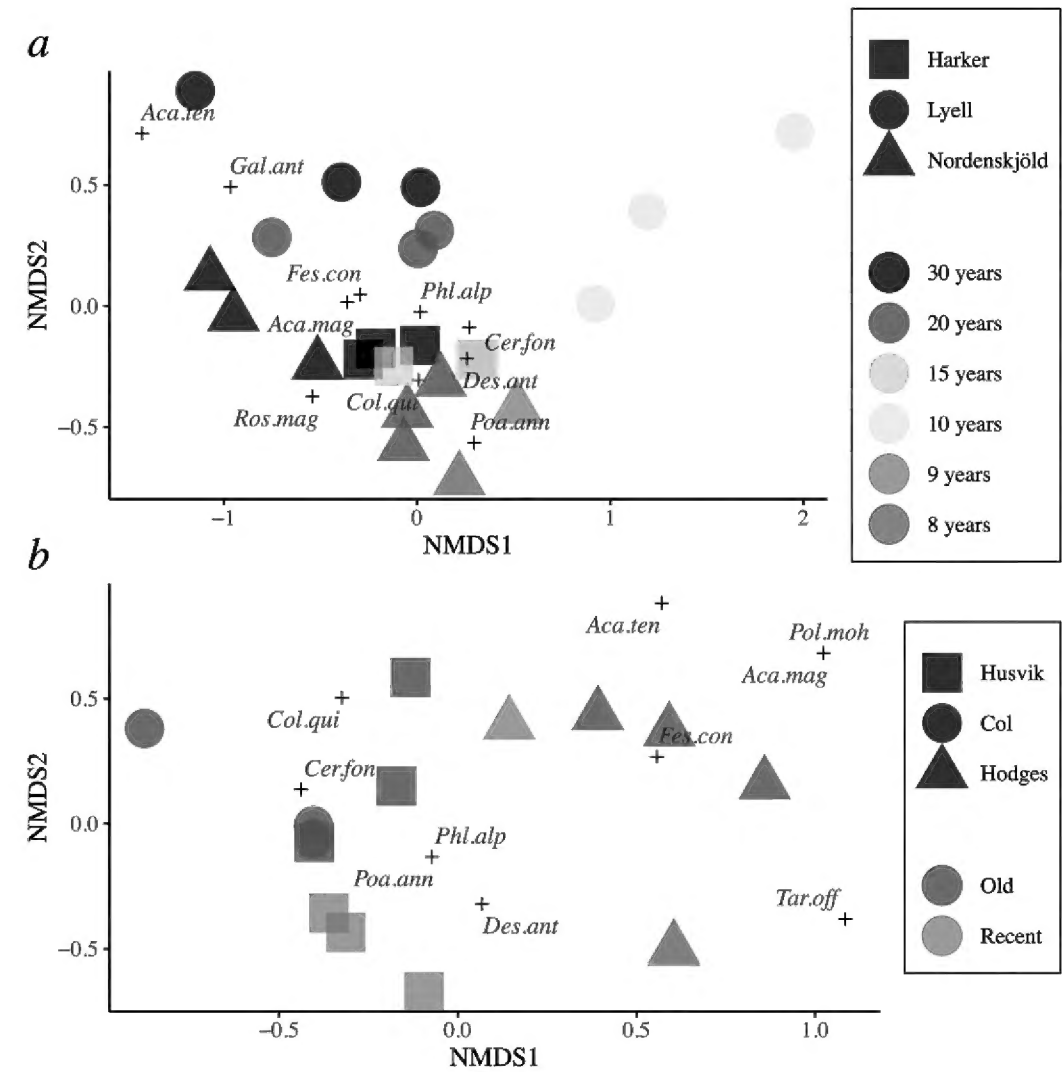 a
Harker
Lyell
Nordenskjöld
30 years
20 years
15 years
10 years
9 years
8 years
NMDS2
0.5
0.0
−0.5
Aca.ten
Gal.ant
Fes.con
Phl.alp
Aca.mag
Cer.fon
Des.ant
Col.qui
Ros.mag
Poa.ann
−1
0
1
2
NMDS1
b
Husvik
Col
Hodges
Old
Recent
NMDS2
0.5
0.0
−0.5
Aca.ten
Pol.moh
Aca.mag
Col.qui
Fes.con
Cer.fon
Phl.alp
Poa.ann
Des.ant
Tar.off
−0.5
0.0
0.5
1.0
NMDS1